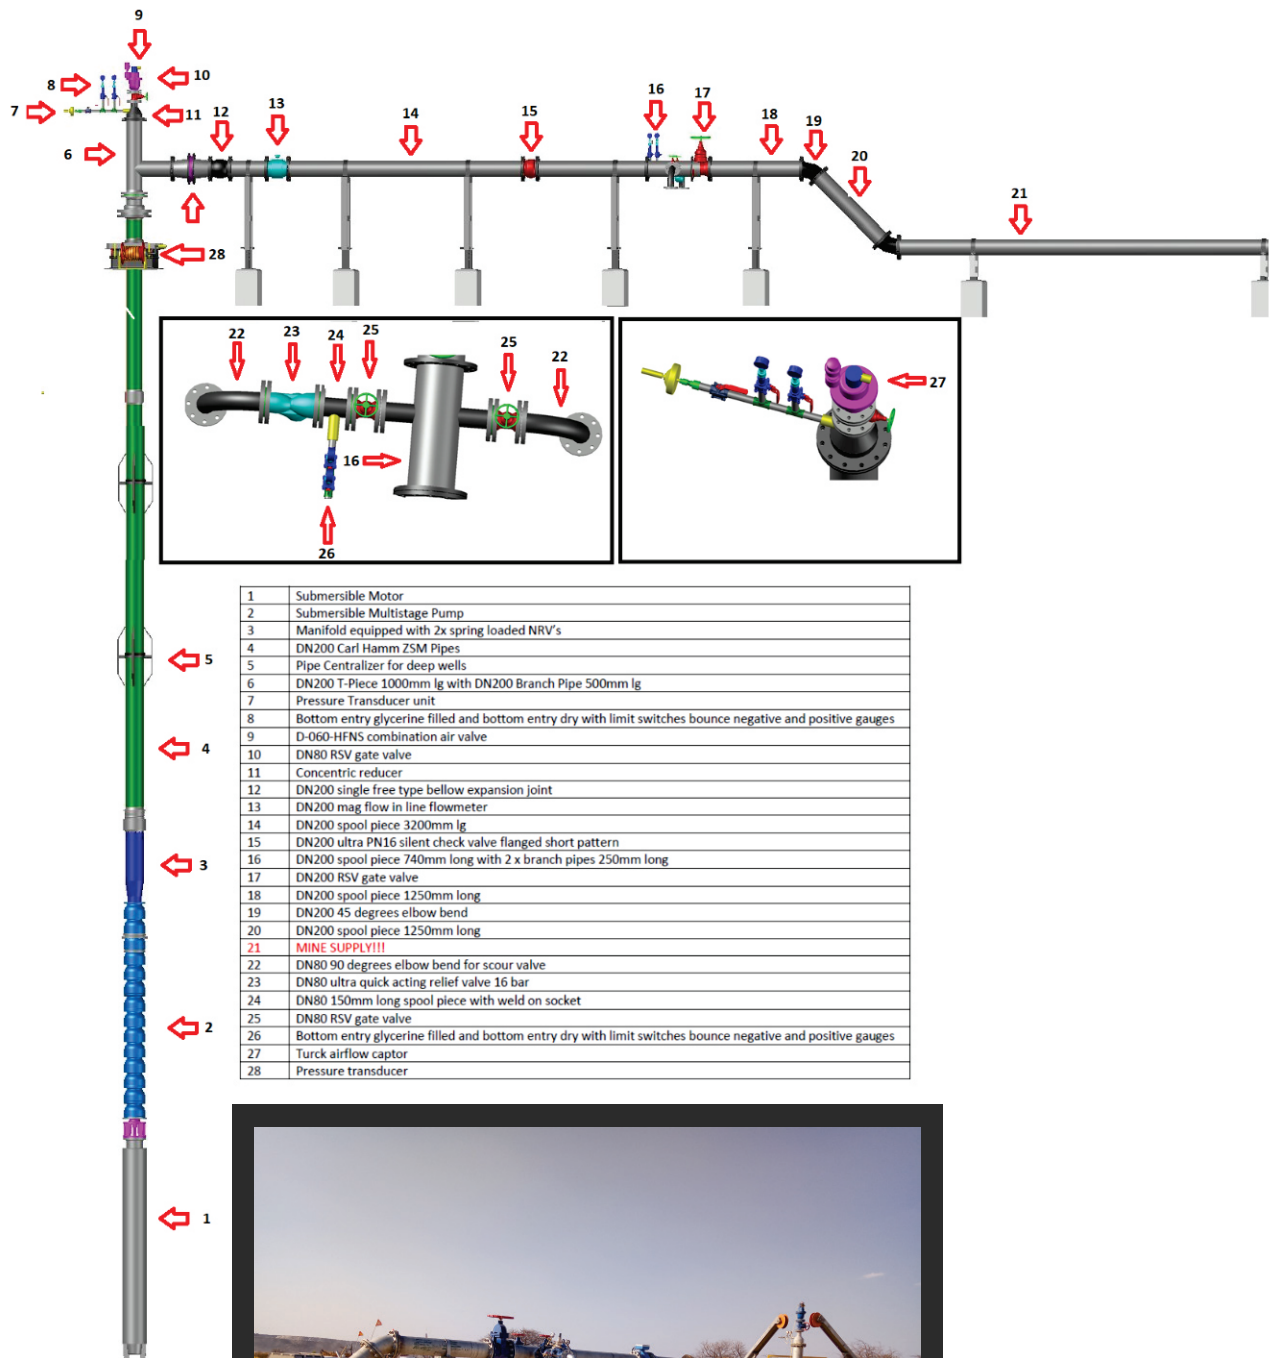 9
8
10
7
11
12
13
14
15
16
17
18
19
6
20
21
28
22
23
24
25
25
22
16
26
27
5
4
3
2
1
1 Submersible Motor
2 Submersible Multistage Pump
3 Manifold equipped with 2x spring loaded NRV's
4 DN200 Carl Hamm ZSM Pipes
5 Pipe Centralizer for deep wells
6 DN200 T-Piece 1000mm lg with DN200 Branch Pipe 500mm lg
7 Pressure Transducer unit
8 Bottom entry glycerine filled and bottom entry dry with limit switches bounce negative and positive gauges
9 D-060-HFNS combination air valve
10 DN80 RSV gate valve
11 Concentric reducer
12 DN200 single free type bellow expansion joint
13 DN200 mag flow in line flowmeter
14 DN200 spool piece 3200mm lg
15 DN200 ultra PN16 silent check valve flanged short pattern
16 DN200 spool piece 740mm long with 2 x branch pipes 250mm long
17 DN200 RSV gate valve
18 DN200 spool piece 1250mm long
19 DN200 45 degrees elbow bend
20 DN200 spool piece 1250mm long
21 MINE SUPPLY!!!
22 DN80 90 degrees elbow bend for scour valve
23 DN80 ultra quick acting relief valve 16 bar
24 DN80 150mm long spool piece with weld on socket
25 DN80 RSV gate valve
26 Bottom entry glycerine filled and bottom entry dry with limit switches bounce negative and positive gauges
27 Turck airflow captor
28 Pressure transducer